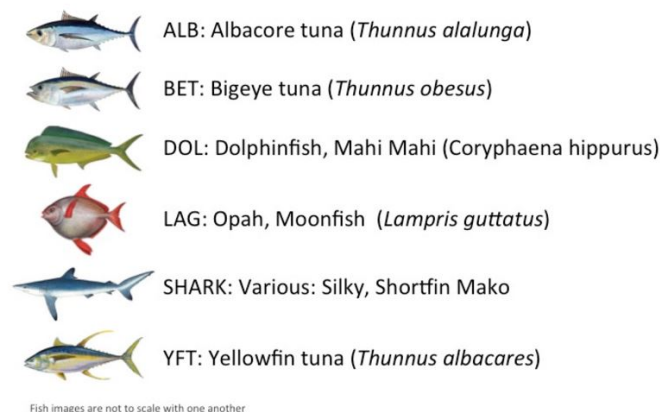 ALB: Albacore tuna (Thunnus alalunga)
BET: Bigeye tuna (Thunnus obesus)
DOL: Dolphinfish, Mahi Mahi (Coryphaena hippurus)
LAG: Opah, Moonfish (Lampris guttatus)
SHARK: Various: Silky, Shortfin Mako
YFT: Yellowfin tuna (Thunnus albacares)
Fish images are not to scale with one another